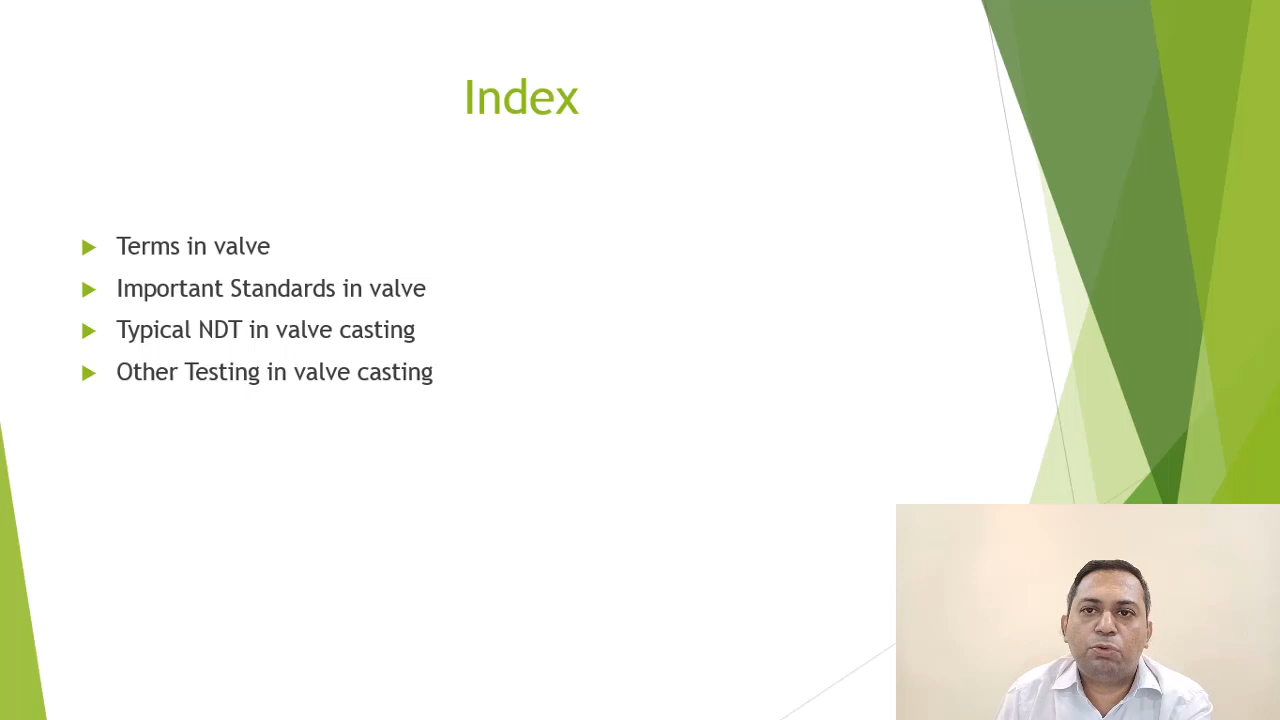 Index
Terms in valve
Important Standards in valve
Typical NDT in valve casting
Other Testing in valve casting